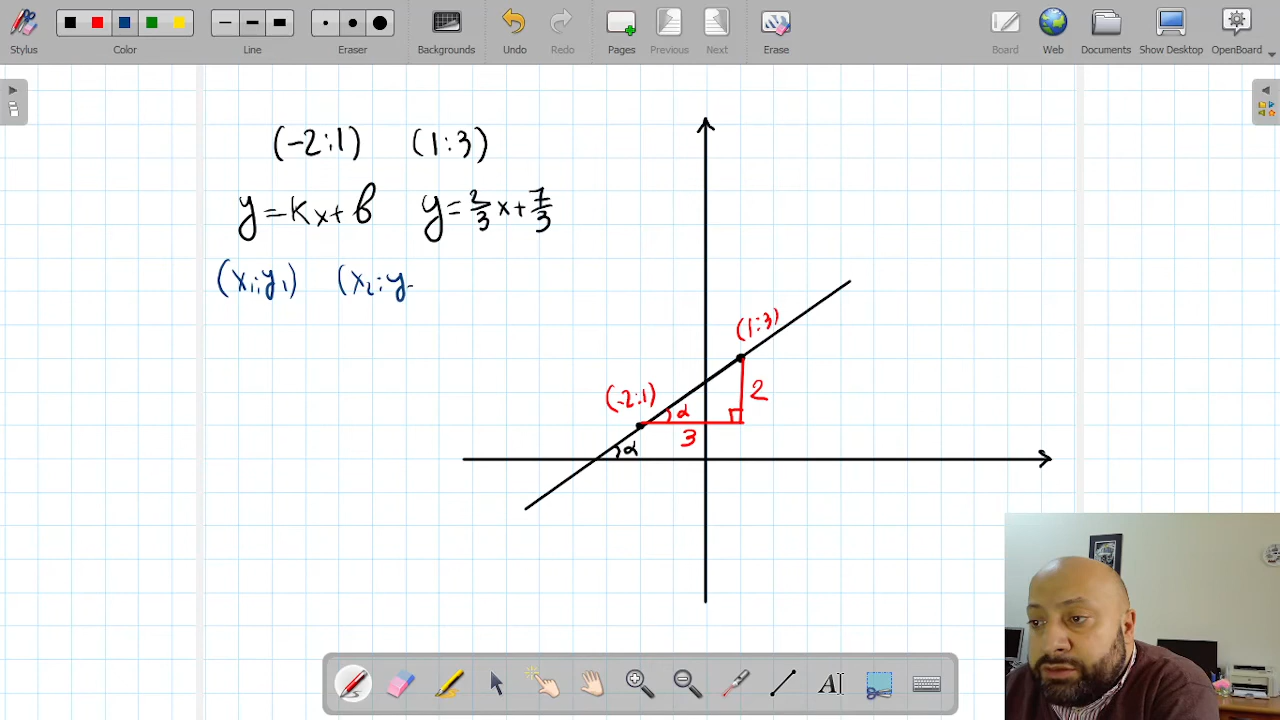 Stylus Color Line Eraser Backgrounds Undo Redo Pages Previous Next Erase Board Web Documents Show Desktop OpenBoard
(-2;1) (1;3)
y=kx+b y=2/3x+7/3
(x₁;y₁) (x₂;y
(1;3)
(-2;1)
2
α
3
α